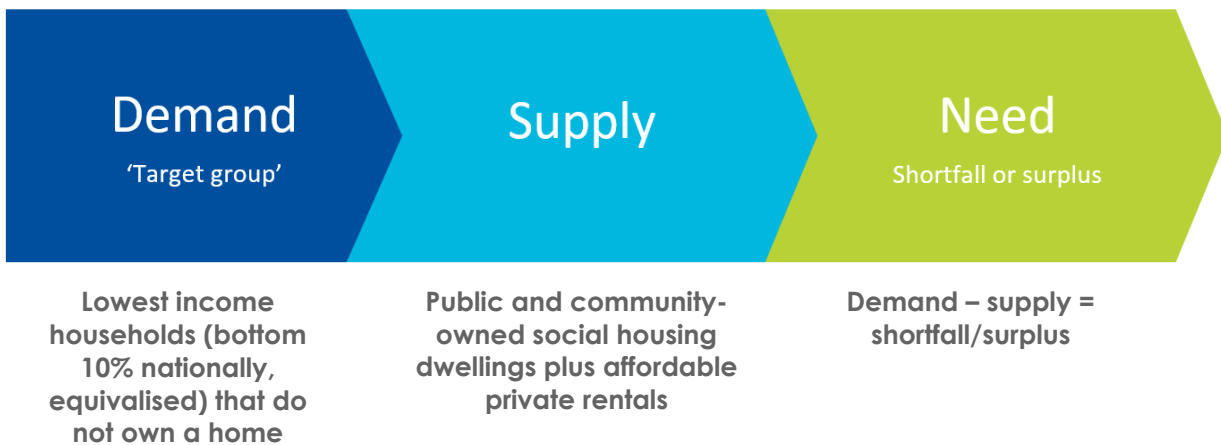 Demand
'Target group'
Supply
Need
Shortfall or surplus
Lowest income
households (bottom
10% nationally,
equivalised) that do
not own a home
Public and community-
owned social housing
dwellings plus affordable
private rentals
Demand – supply =
shortfall/surplus